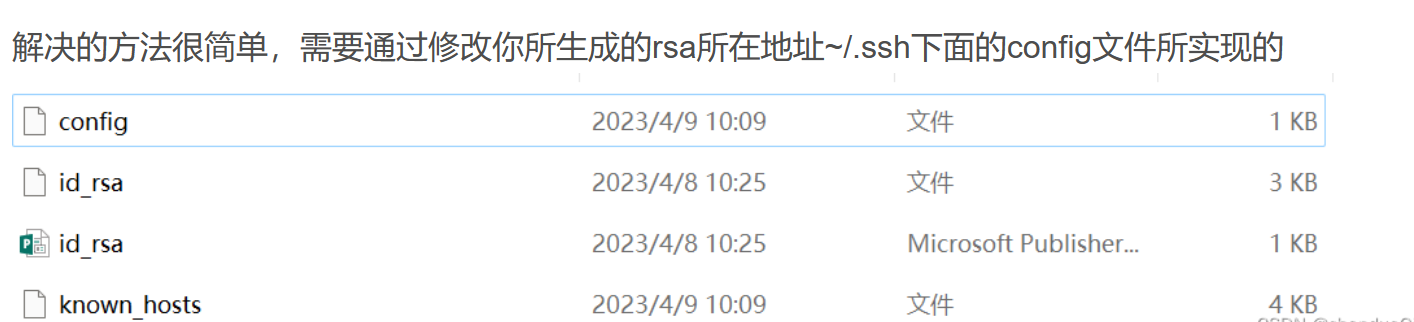 解决的方法很简单，需要通过修改你所生成的rsa所在地址~/.ssh下面的config文件所实现的
config 2023/4/9 10:09 文件 1 KB
id_rsa 2023/4/8 10:25 文件 3 KB
id_rsa 2023/4/8 10:25 Microsoft Publisher... 1 KB
known_hosts 2023/4/9 10:09 文件 4 KB